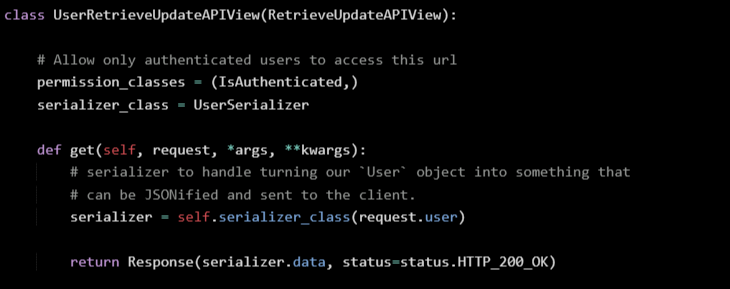 class UserRetrieveUpdateAPIView(RetrieveUpdateAPIView):
# Allow only authenticated users to access this url
permission_classes = (IsAuthenticated,)
serializer_class = UserSerializer
def get(self, request, *args, **kwargs):
# serializer to handle turning our `User` object into something that
# can be JSONified and sent to the client.
serializer = self.serializer_class(request.user)
return Response(serializer.data, status=status.HTTP_200_OK)